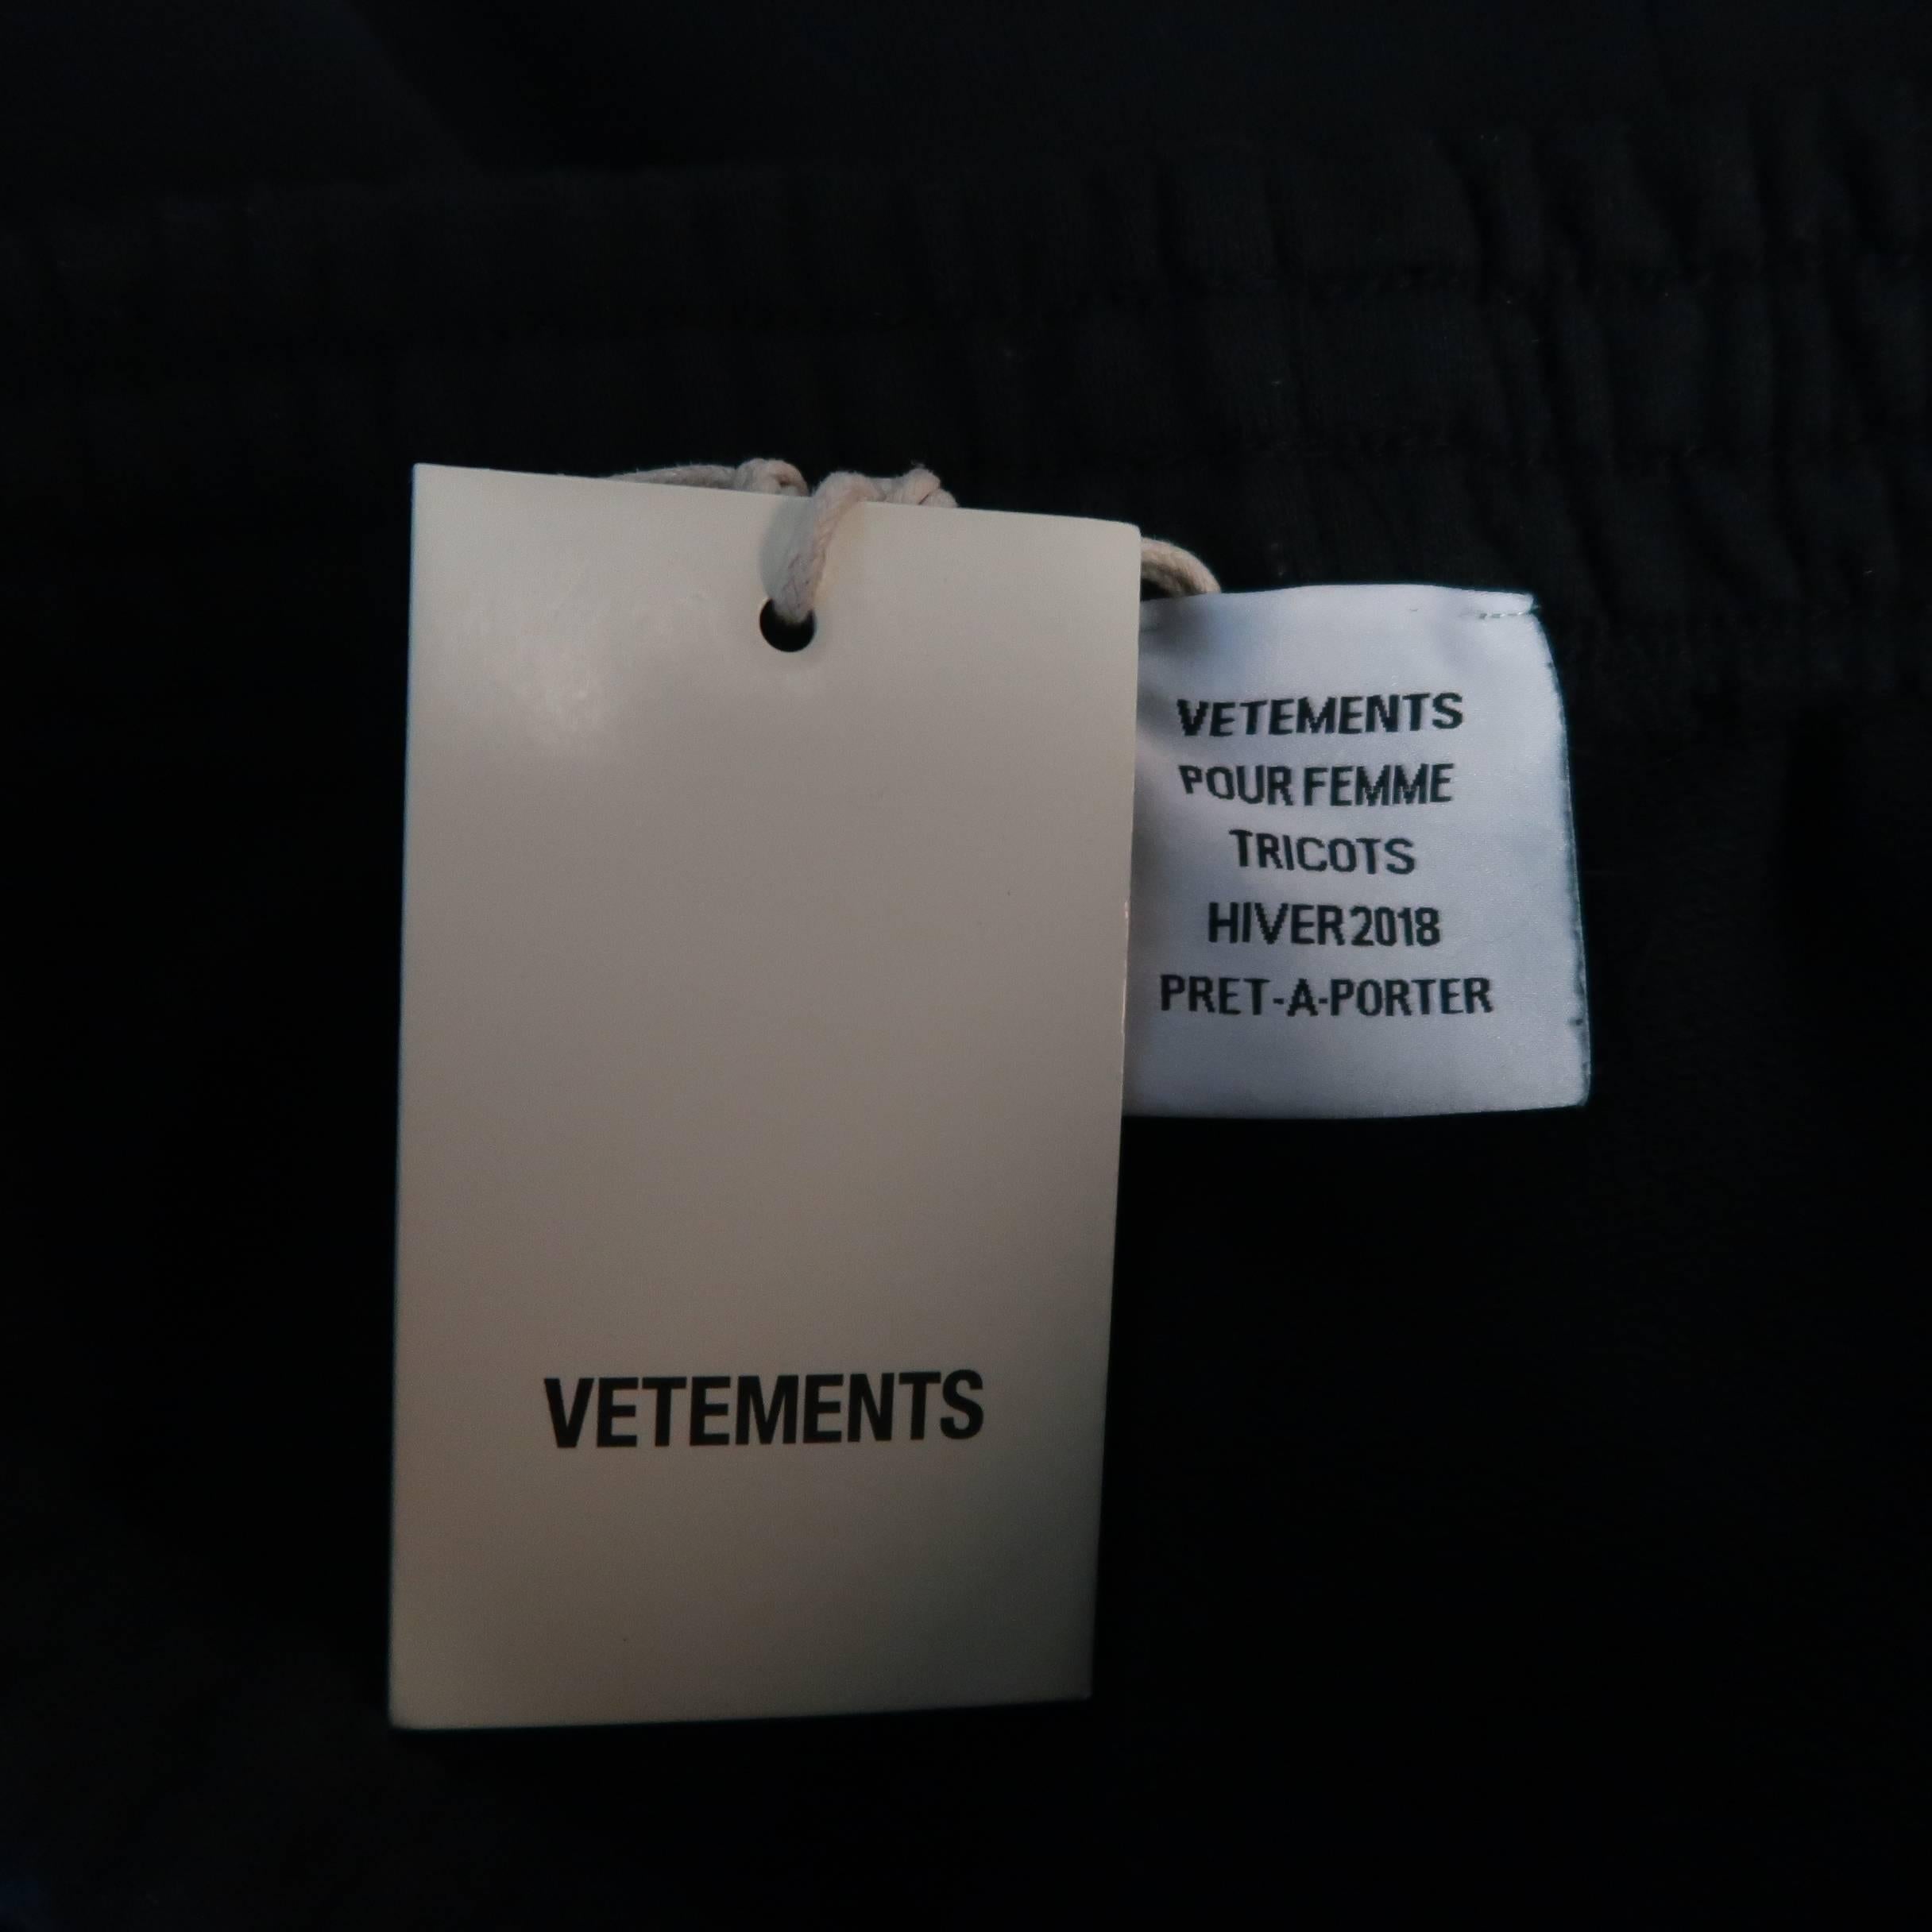 VETEMENTS
POUR FEMME
TRICOTS
HIVER 2018
PRET-A-PORTER
VETEMENTS